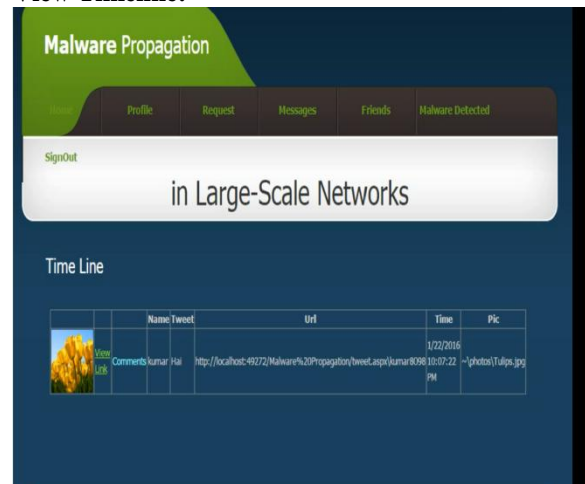 Malware Propagation
Home Profile Request Messages Friends Malware Detected
SignOut
in Large-Scale Networks
Time Line
Name Tweet Url Time Pic
View Link Comments kumar Hai http://localhost:49272/Malware%20Propagation/tweet.aspx\kumar8098 1/22/2016 10:07:22 PM ~\photos\Tulips.jpg